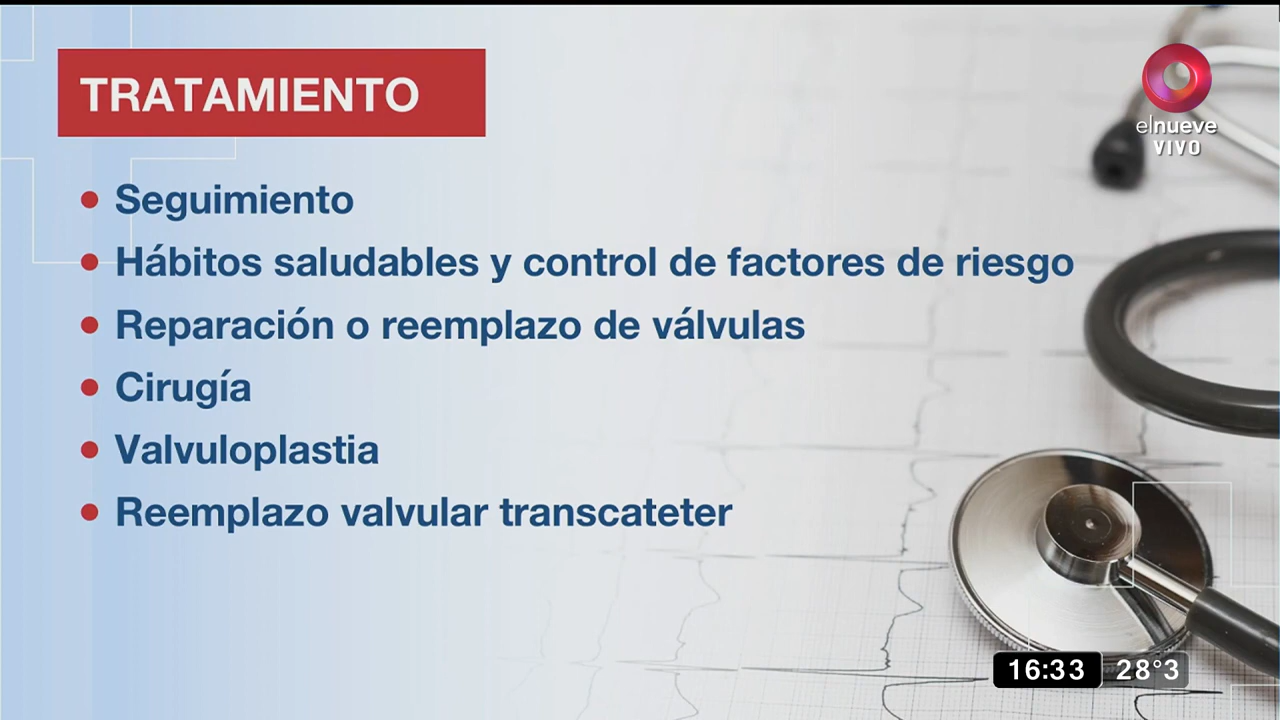 TRATAMIENTO
elnueve
VIVO
Seguimiento
Hábitos saludables y control de factores de riesgo
Reparación o reemplazo de válvulas
Cirugía
Valvuloplastia
Reemplazo valvular transcateter
16:33 28°3